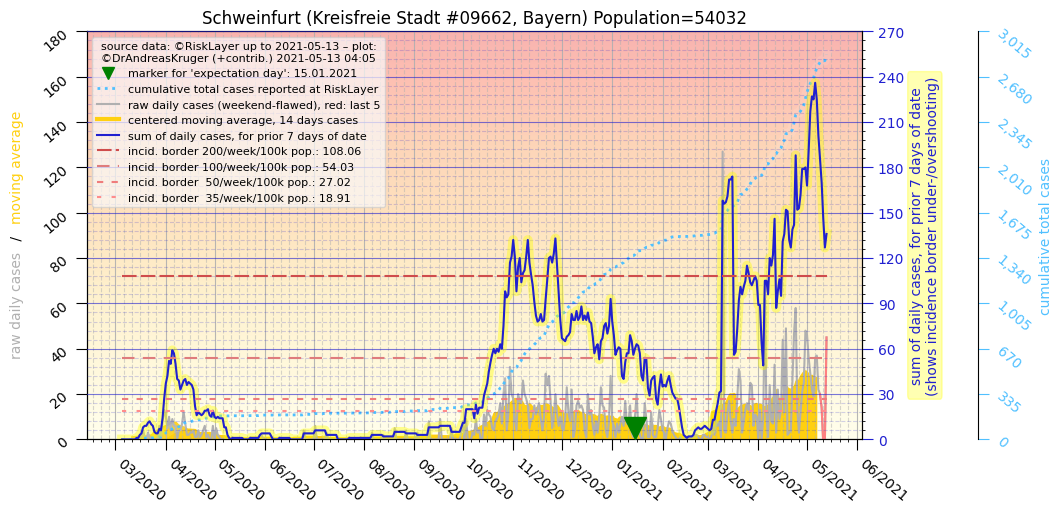 Schweinfurt (Kreisfreie Stadt #09662, Bayern) Population=54032
source data: ©RiskLayer up to 2021-05-13 – plot:
©DrAndreasKruger (+contrib.) 2021-05-13 04:05
marker for 'expectation day': 15.01.2021
cumulative total cases reported at RiskLayer
raw daily cases (weekend-flawed), red: last 5
centered moving average, 14 days cases
sum of daily cases, for prior 7 days of date
incid. border 200/week/100k pop.: 108.06
incid. border 100/week/100k pop.: 54.03
incid. border  50/week/100k pop.: 27.02
incid. border  35/week/100k pop.: 18.91
raw daily cases / moving average
180
160
140
120
100
80
60
40
20
0
03/2020
04/2020
05/2020
06/2020
07/2020
08/2020
09/2020
10/2020
11/2020
12/2020
01/2021
02/2021
03/2021
04/2021
05/2021
06/2021
270
240
210
180
150
120
90
60
30
0
sum of daily cases, for prior 7 days of date
(shows incidence border under-/overshooting)
3,015
2,680
2,345
2,010
1,675
1,340
1,005
670
335
0
cumulative total cases